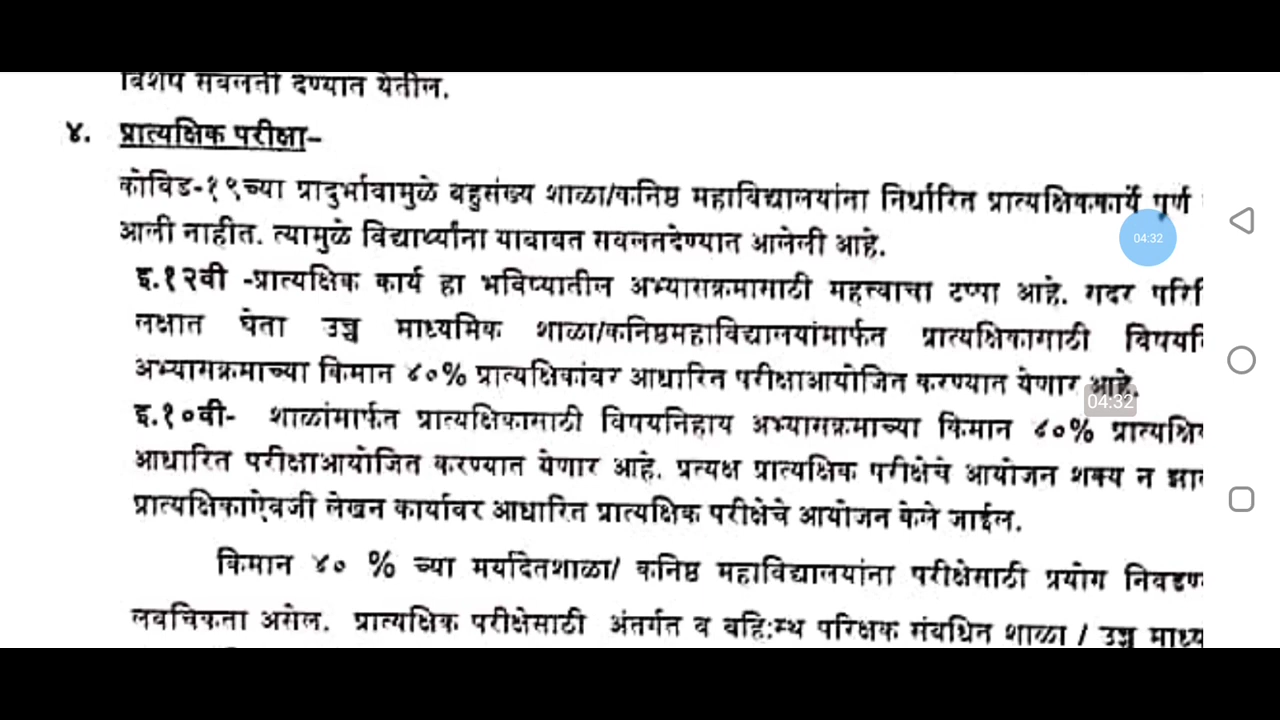 विशेष सवलती देण्यात येतील.
४. प्रात्यक्षिक परीक्षा–
कोविड-१९च्या प्रादुर्भावामुळे बहुसंख्य शाळा/कनिष्ठ महाविद्यालयांना निर्धारित प्रात्यक्षिककार्ये पूर्ण
आली नाहीत. त्यामुळे विद्यार्थ्यांना याबाबत सवलतदेण्यात आलेली आहे.
04:32
इ.१२वी -प्रात्यक्षिक कार्य हा भविष्यातील अभ्यासक्रमासाठी महत्त्वाचा टप्पा आहे. सदर
लक्षात घेता उच्च माध्यमिक शाळा/कनिष्ठमहाविद्यालयांमार्फत प्रात्यक्षिकासाठी
अभ्यासक्रमाच्या किमान ४०% प्रात्यक्षिकांवर आधारित परीक्षाआयोजित करण्यात येणार आहे.
04:32
इ.१०वी- शाळांमार्फत प्रात्यक्षिकासाठी विषयनिहाय अभ्यासक्रमाच्या किमान ४०%
आधारित परीक्षाआयोजित करण्यात येणार आहे. प्रत्यक्ष प्रात्यक्षिक परीक्षेचे आयोजन शक्य न
प्रात्यक्षिकाऐवजी लेखन कार्यावर आधारित प्रात्यक्षिक परीक्षेचे आयोजन केले जाईल.
किमान ४० % च्या मर्यादेतशाळा/ कनिष्ठ महाविद्यालयांना परीक्षेसाठी प्रयोग
लवचिकता असेल. प्रात्यक्षिक परीक्षेसाठी अंतर्गत व बहि:स्थ परिक्षक संबधित शाळा / उच्च